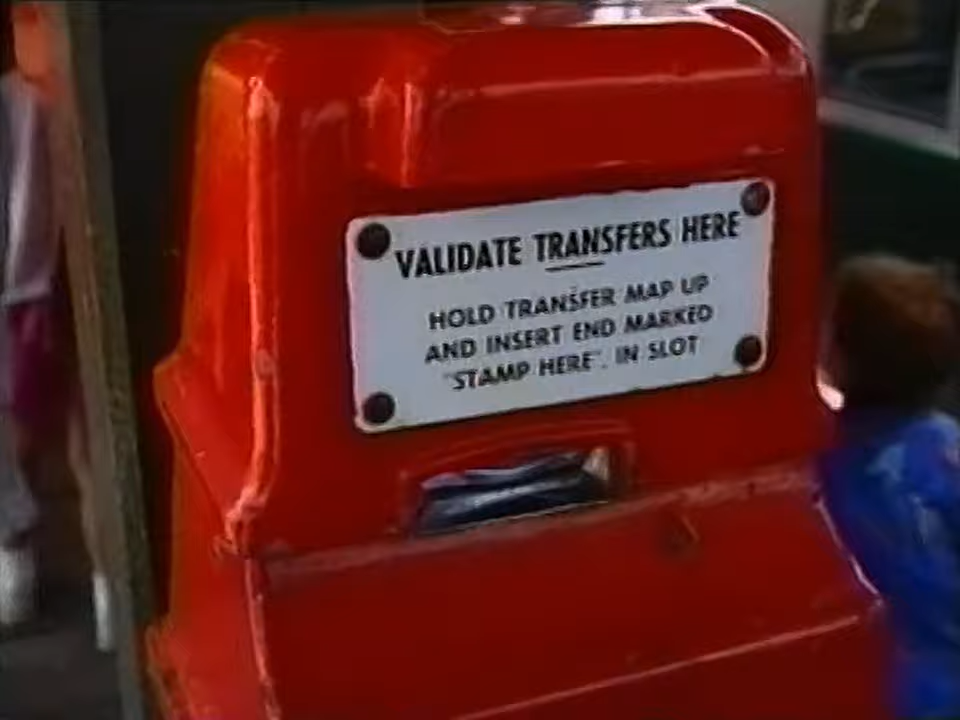 VALIDATE TRANSFERS HERE
HOLD TRANSFER MAP UP
AND INSERT END MARKED
"STAMP HERE". IN SLOT